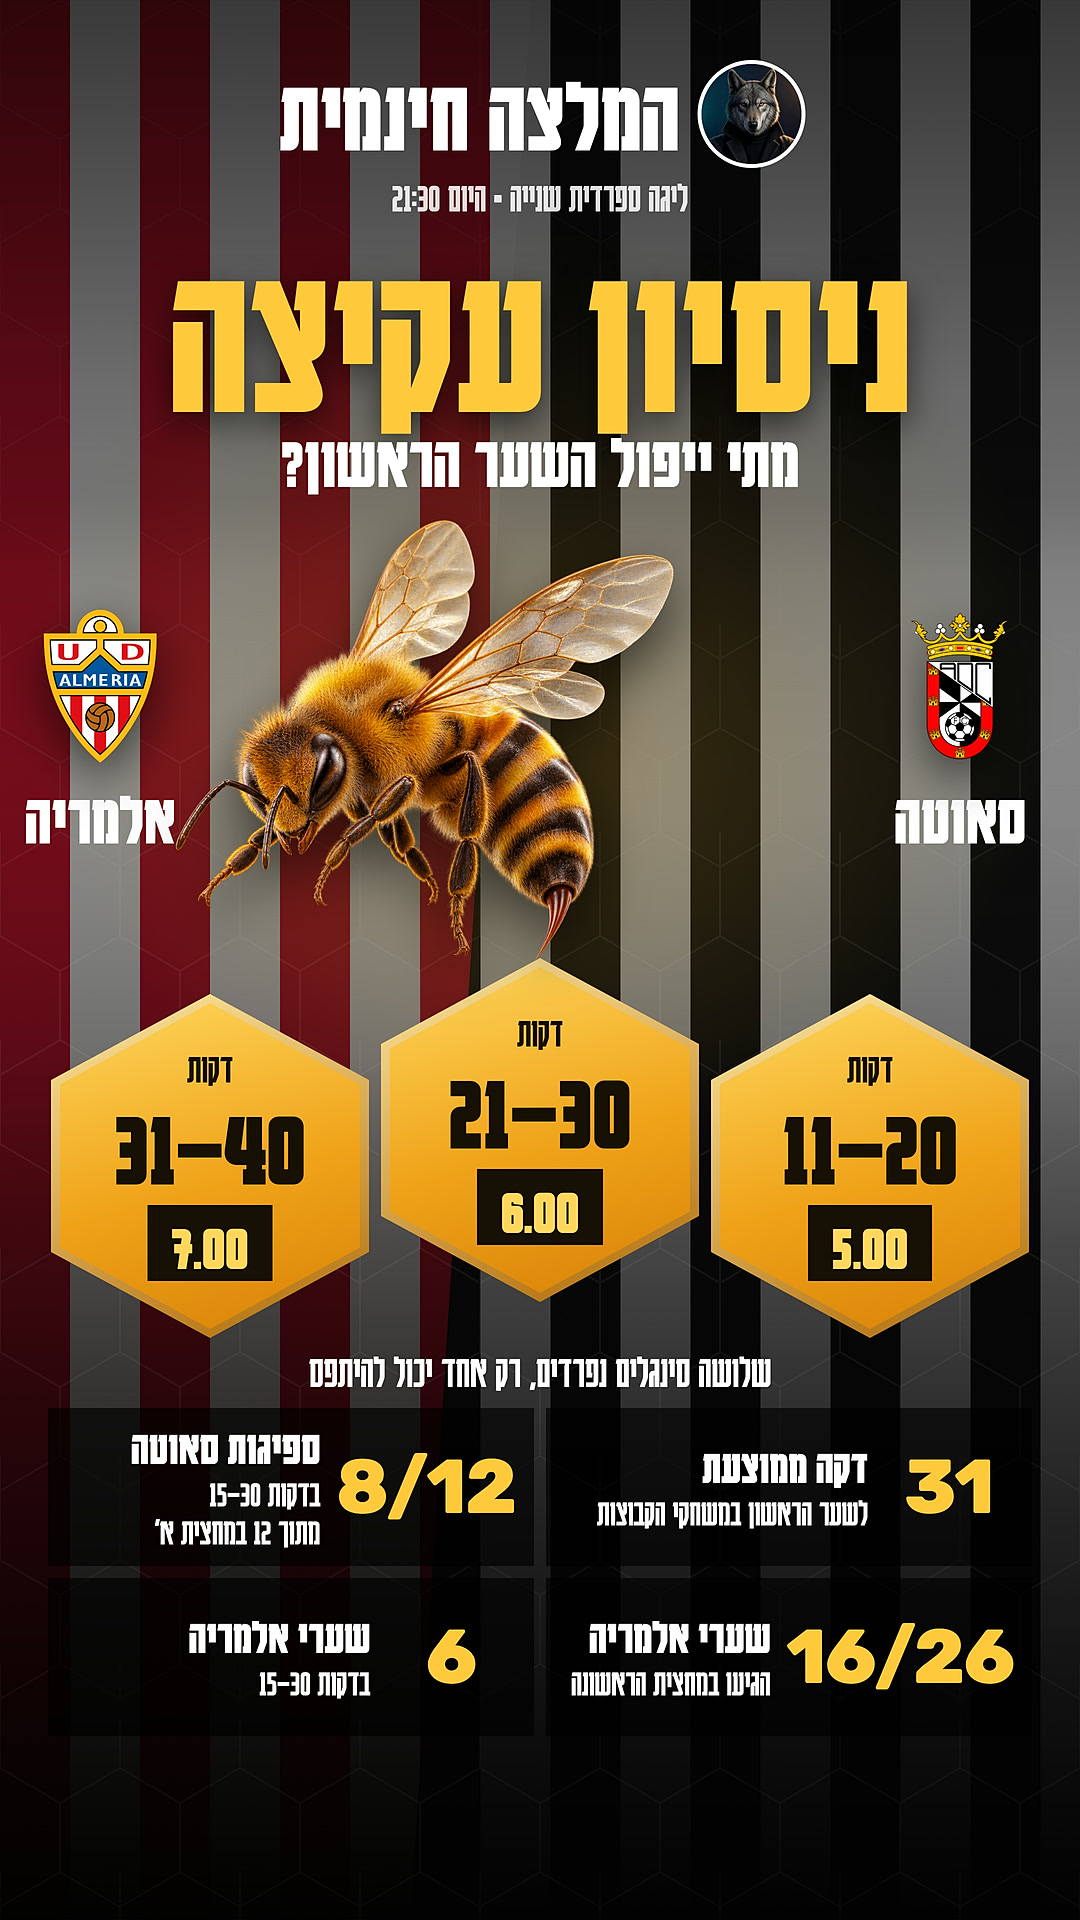 המלצה חינמית
ליגה ספרדית שנייה - היום 21:30
ניסיון עקיצה
מתי ייפול השער הראשון?
U D
ALMERIA
אלמריה
סאוטה
דקות
11–20
5.00
דקות
21–30
6.00
דקות
31–40
7.00
שלושה סינגלים נפרדים, רק אחד יכול להיתפס
31
דקה ממוצעת
לשער הראשון במשחקי הקבוצות
8/12
ספיגות סאוטה
בדקות 15–30
מתוך 12 במחצית א'
16/26
שערי אלמריה
הגיעו במחצית הראשונה
6
שערי אלמריה
בדקות 15–30